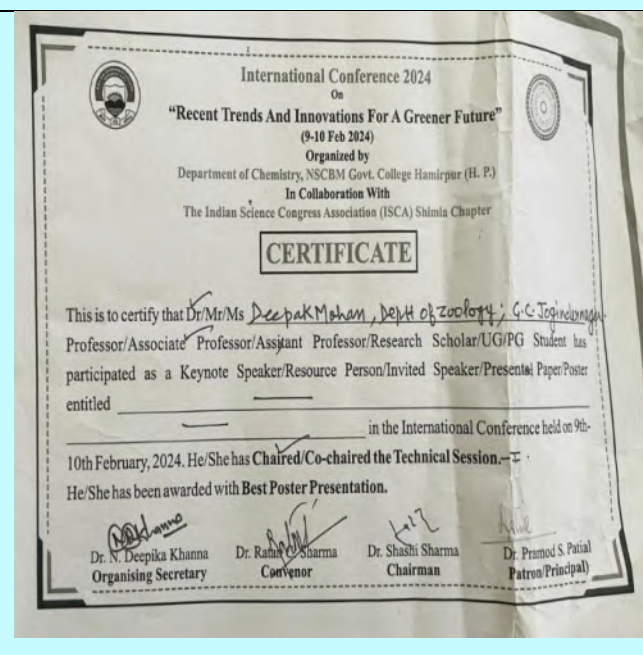 International Conference 2024
On
“Recent Trends And Innovations For A Greener Future”
(9-10 Feb 2024)
Organized by
Department of Chemistry, NSCBM Govt. College Hamirpur (H. P.)
In Collaboration With
The Indian Science Congress Association (ISCA) Shimla Chapter
CERTIFICATE
This is to certify that Dr/Mr/Ms Deepak Mohan, Deptt of Zoology; G.C. Jogindernagar
Professor/Associate Professor/Assitant Professor/Research Scholar/UG/PG Student has
participated as a Keynote Speaker/Resource Person/Invited Speaker/Presented Paper/Poster
entitled
in the International Conference held on 9th-
10th February, 2024. He/She has Chaired/Co-chaired the Technical Session.-I.
He/She has been awarded with Best Poster Presentation.
Dr. N. Deepika Khanna Dr. Sharma Dr. Shashi Sharma Dr. Pramod S. Patial
Organising Secretary Convenor Chairman Patron/Principal)